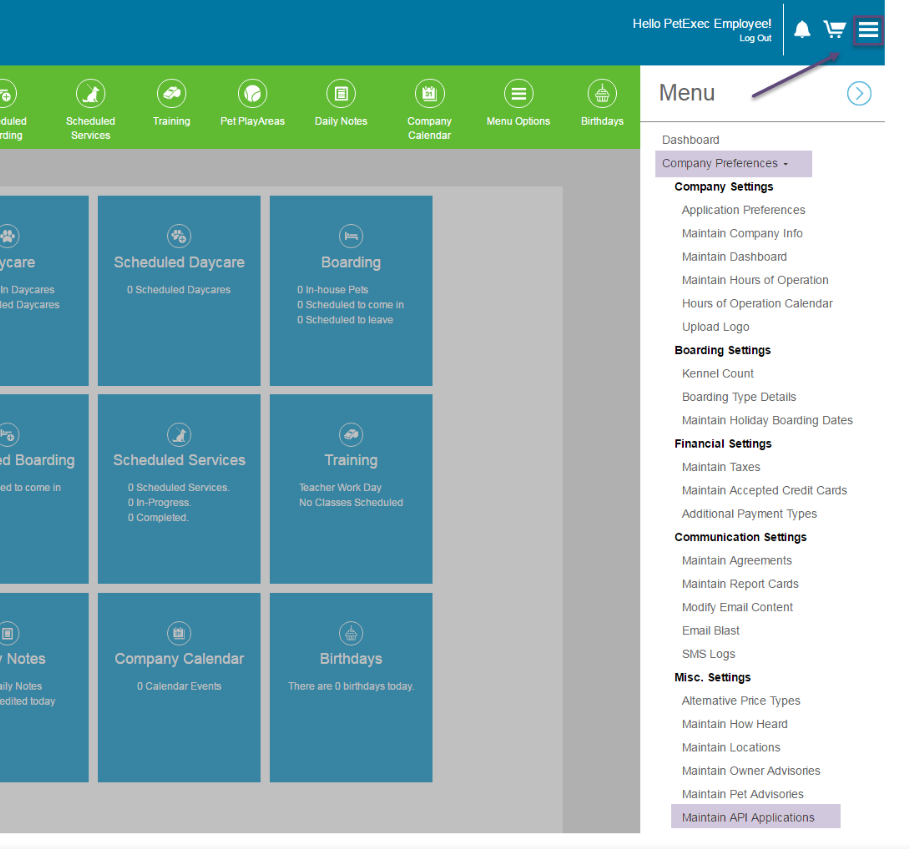 Hello PetExec Employee!
Log Out
Scheduled
Services
Training
Pet PlayAreas
Daily Notes
Company
Calendar
31
Menu Options
Birthdays
Menu
Dashboard
Company Preferences
Company Settings
Application Preferences
Maintain Company Info
Maintain Dashboard
Maintain Hours of Operation
Hours of Operation Calendar
Upload Logo
Boarding Settings
Kennel Count
Boarding Type Details
Maintain Holiday Boarding Dates
Financial Settings
Maintain Taxes
Maintain Accepted Credit Cards
Additional Payment Types
Communication Settings
Maintain Agreements
Maintain Report Cards
Modify Email Content
Email Blast
SMS Logs
Misc. Settings
Alternative Price Types
Maintain How Heard
Maintain Locations
Maintain Owner Advisories
Maintain Pet Advisories
Maintain API Applications
duled
rding
ycare
In Daycares
led Daycares
Scheduled Daycare
0 Scheduled Daycares
Boarding
0 In-house Pets
0 Scheduled to come in
0 Scheduled to leave
ed Boarding
ed to come in
Scheduled Services
0 Scheduled Services.
0 In-Progress.
0 Completed.
Training
Teacher Work Day
No Classes Scheduled
y Notes
aily Notes
edited today
Company Calendar
0 Calendar Events
Birthdays
There are 0 birthdays today.